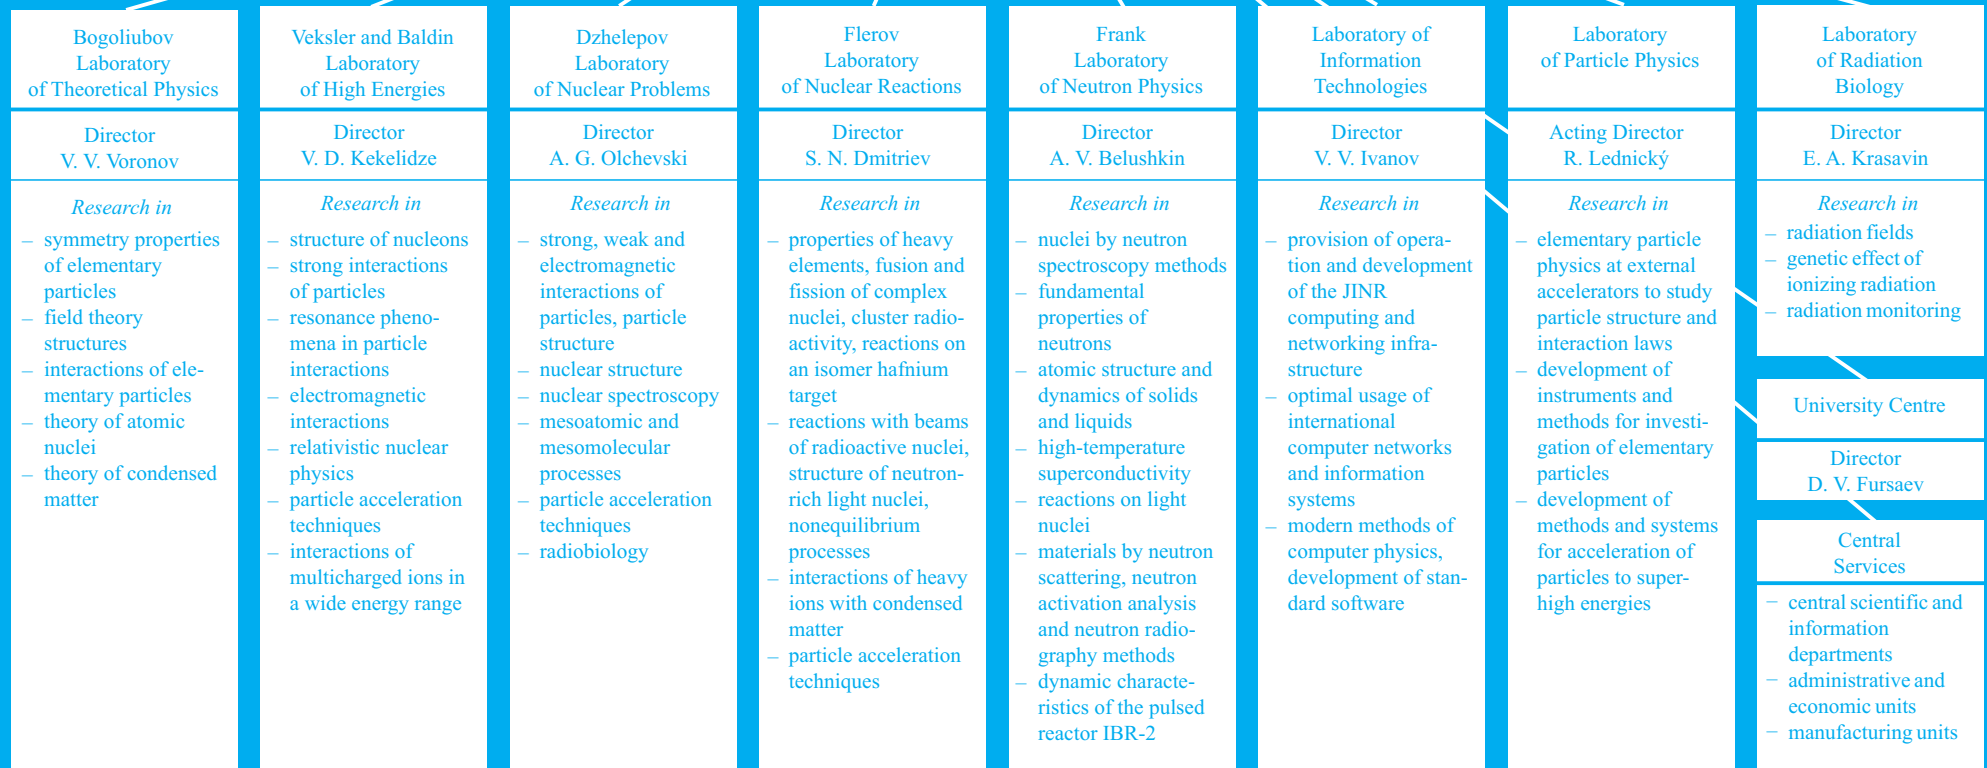 Bogoliubov
Laboratory
of Theoretical Physics
Director
V. V. Voronov
Research in
– symmetry properties
of elementary
particles
– field theory
structures
– interactions of ele-
mentary particles
– theory of atomic
nuclei
– theory of condensed
matter
Veksler and Baldin
Laboratory
of High Energies
Director
V. D. Kekelidze
Research in
– structure of nucleons
– strong interactions
of particles
– resonance pheno-
mena in particle
interactions
– electromagnetic
interactions
– relativistic nuclear
physics
– particle acceleration
techniques
– interactions of
multicharged ions in
a wide energy range
Dzhelepov
Laboratory
of Nuclear Problems
Director
A. G. Olchevski
Research in
– strong, weak and
electromagnetic
interactions of
particles, particle
structure
– nuclear structure
– nuclear spectroscopy
– mesoatomic and
mesomolecular
processes
– particle acceleration
techniques
– radiobiology
Flerov
Laboratory
of Nuclear Reactions
Director
S. N. Dmitriev
Research in
– properties of heavy
elements, fusion and
fission of complex
nuclei, cluster radio-
activity, reactions on
an isomer hafnium
target
– reactions with beams
of radioactive nuclei,
structure of neutron-
rich light nuclei,
nonequilibrium
processes
– interactions of heavy
ions with condensed
matter
– particle acceleration
techniques
Frank
Laboratory
of Neutron Physics
Director
A. V. Belushkin
Research in
– nuclei by neutron
spectroscopy methods
– fundamental
properties of
neutrons
– atomic structure and
dynamics of solids
and liquids
– high-temperature
superconductivity
– reactions on light
nuclei
– materials by neutron
scattering, neutron
activation analysis
and neutron radio-
graphy methods
– dynamic characte-
ristics of the pulsed
reactor IBR-2
Laboratory of
Information
Technologies
Director
V. V. Ivanov
Research in
– provision of opera-
tion and development
of the JINR
computing and
networking infra-
structure
– optimal usage of
international
computer networks
and information
systems
– modern methods of
computer physics,
development of stan-
dard software
Laboratory
of Particle Physics
Acting Director
R. Lednický
Research in
– elementary particle
physics at external
accelerators to study
particle structure and
interaction laws
– development of
instruments and
methods for investi-
gation of elementary
particles
– development of
methods and systems
for acceleration of
particles to super-
high energies
Laboratory
of Radiation
Biology
Director
E. A. Krasavin
Research in
– radiation fields
– genetic effect of
ionizing radiation
– radiation monitoring
University Centre
Director
D. V. Fursaev
Central
Services
– central scientific and
information
departments
– administrative and
economic units
– manufacturing units